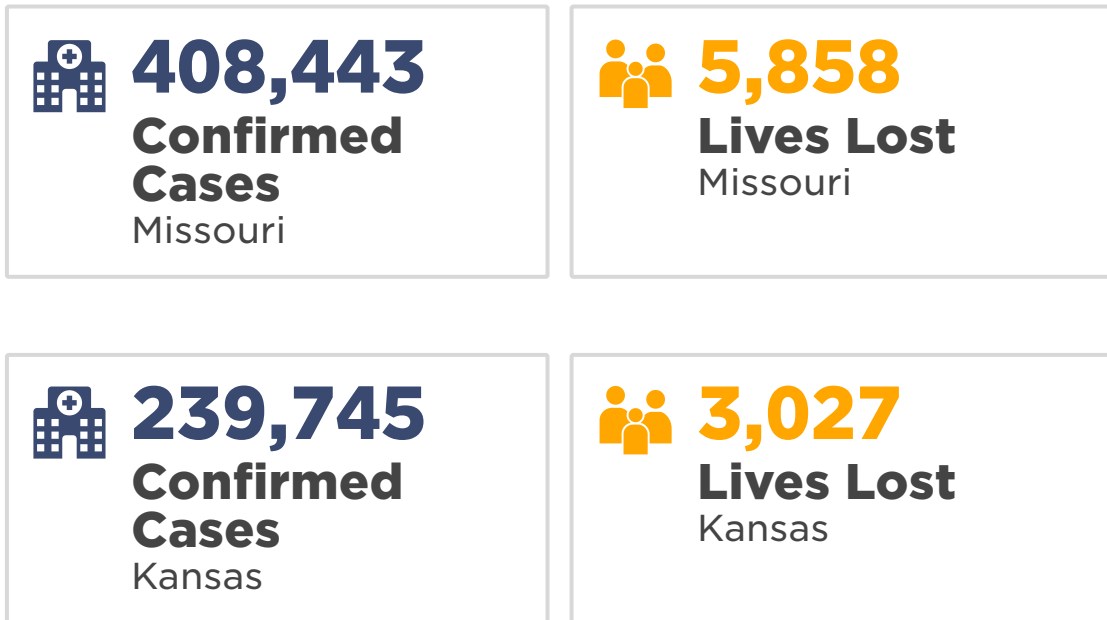 408,443
Confirmed
Cases
Missouri
5,858
Lives Lost
Missouri
239,745
Confirmed
Cases
Kansas
3,027
Lives Lost
Kansas